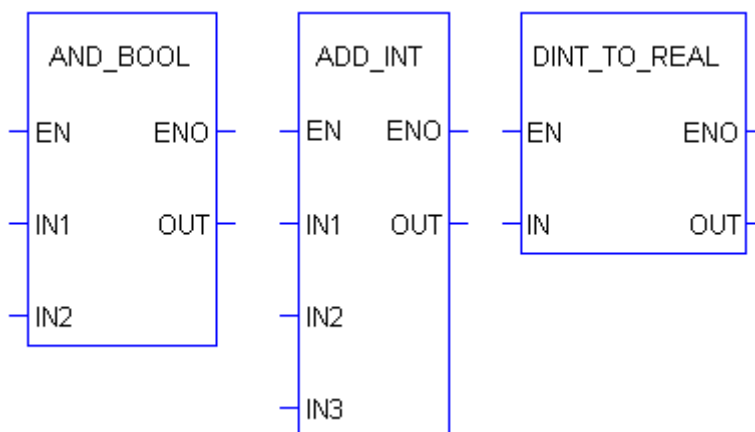 AND_BOOL
EN ENO
IN1 OUT
IN2
ADD_INT
EN ENO
IN1 OUT
IN2
IN3
DINT_TO_REAL
EN ENO
IN OUT